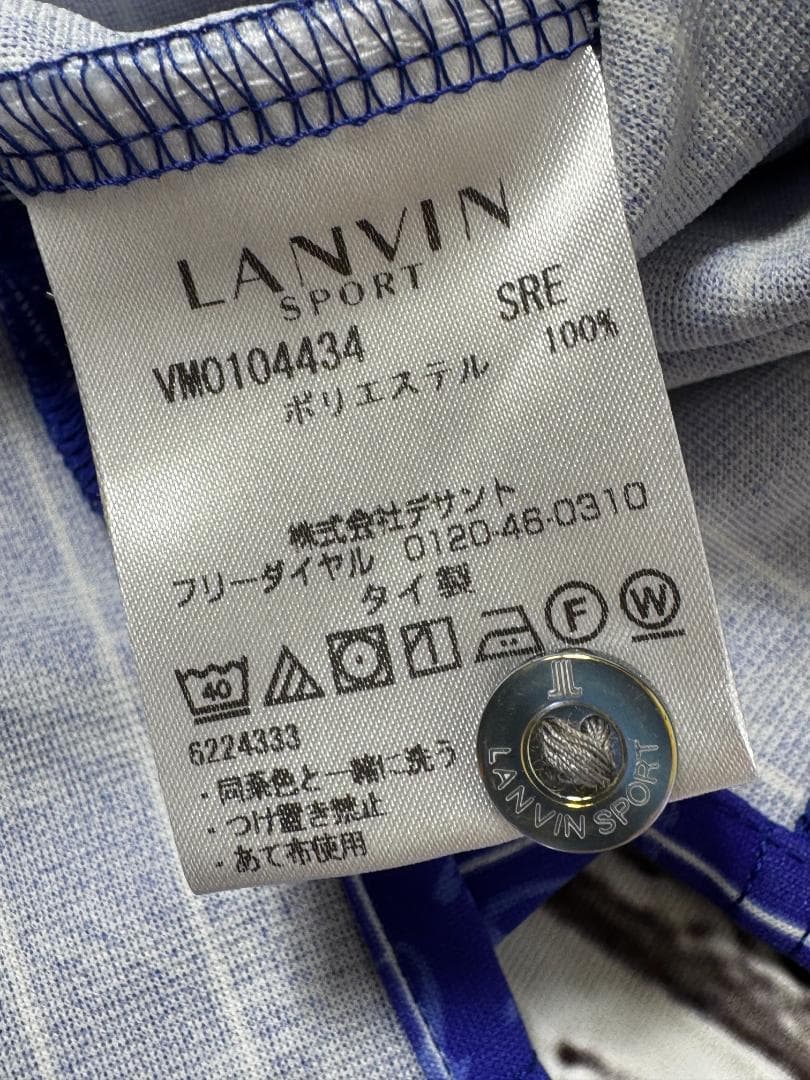 LANVIN
SPORT
VM0104434 SRE
ポリエステル 100%
株式会社デサント
フリーダイヤル 0120-46-0310
タイ製
40 F W
6224333
・同系色と一緒に洗う
・つけ置き禁止
・あて布使用
LANVIN SPORT